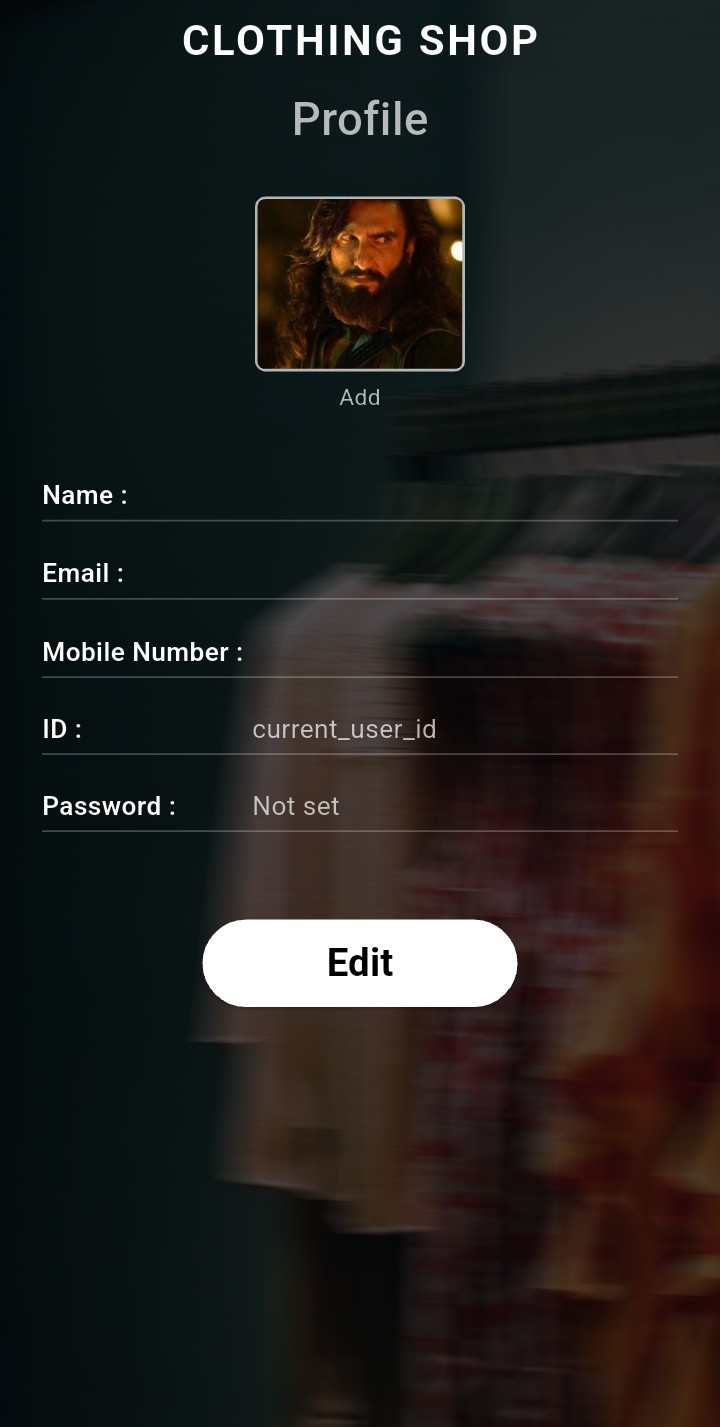 CLOTHING SHOP
Profile
Add
Name :
Email :
Mobile Number :
ID : current_user_id
Password : Not set
Edit